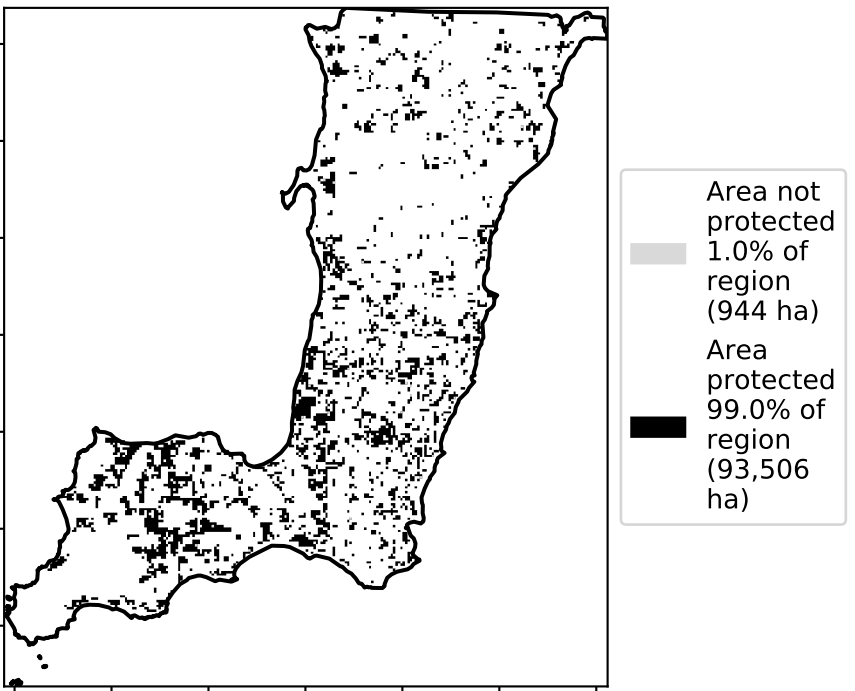 Area not
protected
1.0% of
region
(944 ha)
Area
protected
99.0% of
region
(93,506
ha)